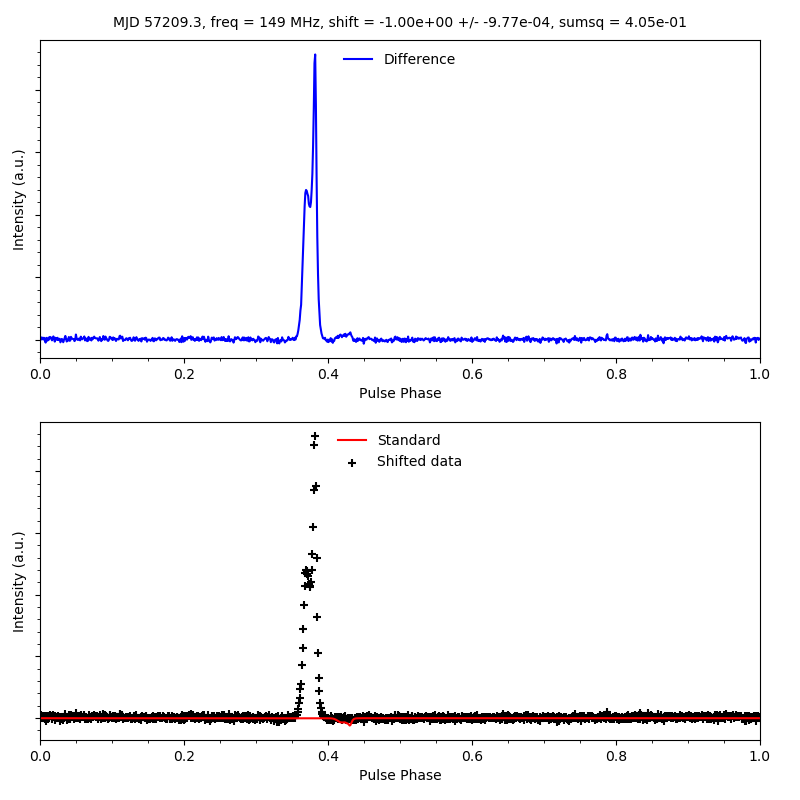 MJD 57209.3, freq = 149 MHz, shift = -1.00e+00 +/- -9.77e-04, sumsq = 4.05e-01
Difference
Intensity (a.u.)
0.0 0.2 0.4 0.6 0.8 1.0
Pulse Phase
Standard
Shifted data
Intensity (a.u.)
0.0 0.2 0.4 0.6 0.8 1.0
Pulse Phase